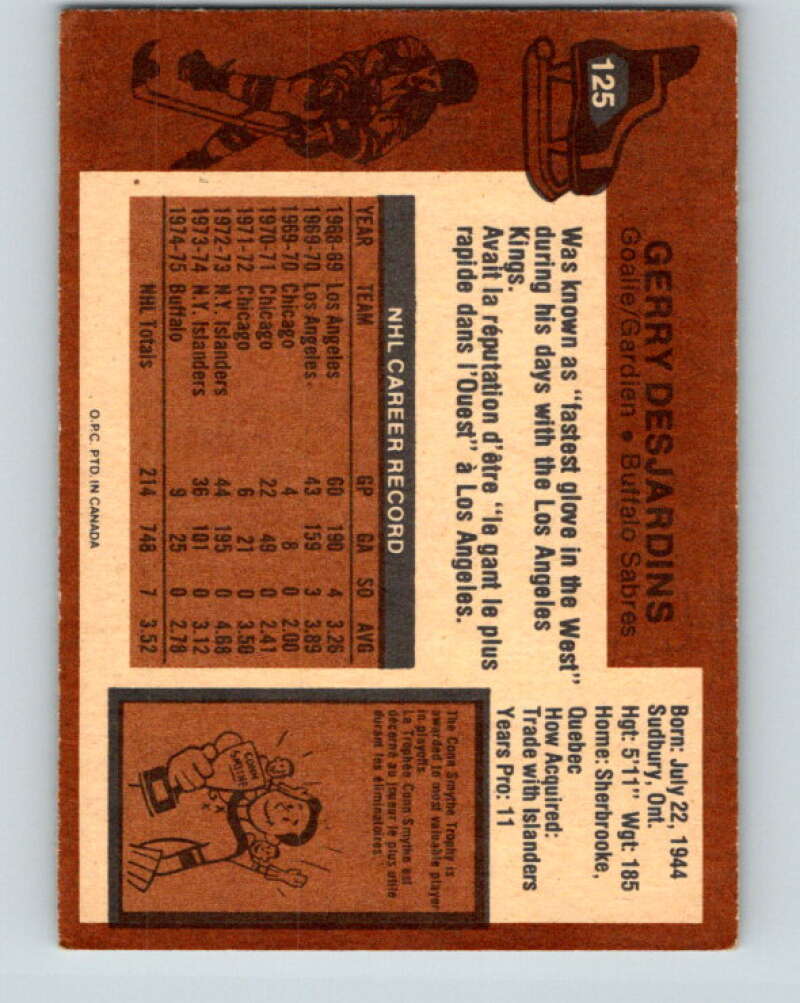 125
GERRY DESJARDINS
Goalie/Gardien • Buffalo Sabres
Was known as "fastest glove in the West"
during his days with the Los Angeles
Kings.
Avait la réputation d'être "le gant le plus
rapide dans l'Ouest" à Los Angeles.
Born: July 22, 1944
Sudbury, Ont.
Hgt: 5'11" Wgt: 185
Home: Sherbrooke,
Quebec
How Acquired:
Trade with Islanders
Years Pro: 11
NHL CAREER RECORD
YEAR TEAM GP GA SO AVG
1968-69 Los Angeles 60 190 4 3.26
1969-70 Los Angeles 43 159 3 3.89
1969-70 Chicago 4 8 0 2.00
1970-71 Chicago 22 49 0 2.41
1971-72 Chicago 6 21 0 3.50
1972-73 N.Y. Islanders 44 195 0 4.68
1973-74 N.Y. Islanders 36 101 0 3.12
1974-75 Buffalo 9 25 0 2.78
NHL Totals 214 748 7 3.52
The Conn Smythe Trophy is
awarded to most valuable player
in playoffs.
Le Trophée Conn Smythe est
décerné au joueur le plus utile
durant les éliminatoires.
CONN
SMYTHE
O.P.C. PTD. IN CANADA